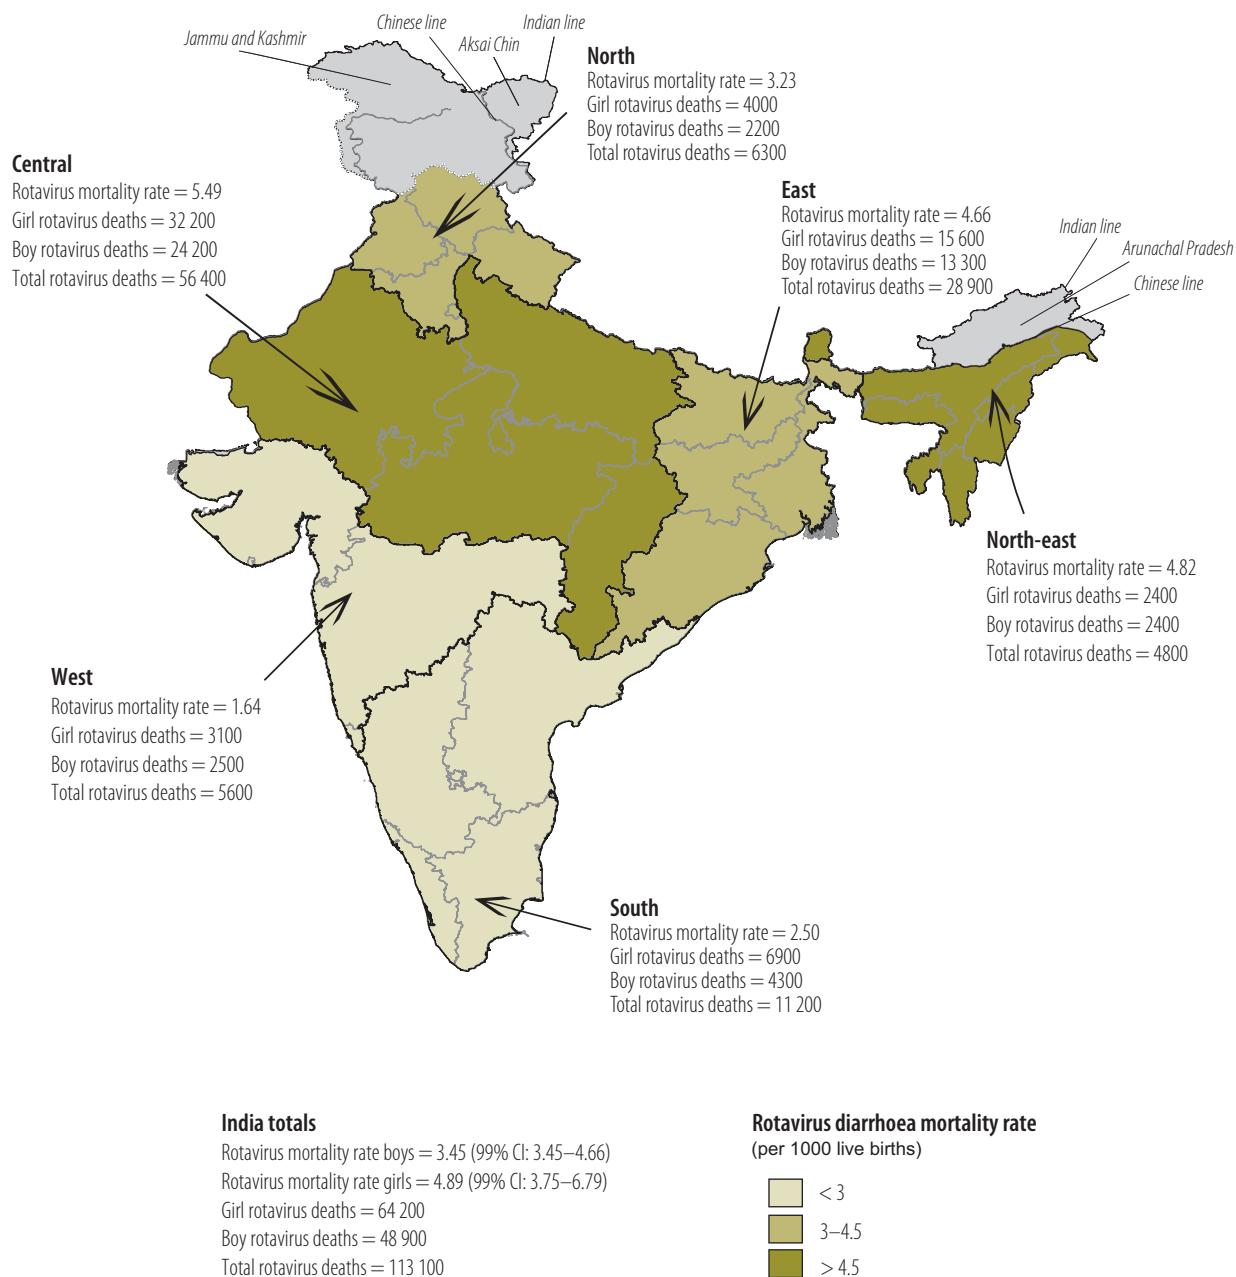 Jammu and Kashmir
Chinese line
Aksai Chin
Indian line
North
Rotavirus mortality rate = 3.23
Girl rotavirus deaths = 4000
Boy rotavirus deaths = 2200
Total rotavirus deaths = 6300
Central
Rotavirus mortality rate = 5.49
Girl rotavirus deaths = 32 200
Boy rotavirus deaths = 24 200
Total rotavirus deaths = 56 400
East
Rotavirus mortality rate = 4.66
Girl rotavirus deaths = 15 600
Boy rotavirus deaths = 13 300
Total rotavirus deaths = 28 900
Indian line
Arunachal Pradesh
Chinese line
North-east
Rotavirus mortality rate = 4.82
Girl rotavirus deaths = 2400
Boy rotavirus deaths = 2400
Total rotavirus deaths = 4800
West
Rotavirus mortality rate = 1.64
Girl rotavirus deaths = 3100
Boy rotavirus deaths = 2500
Total rotavirus deaths = 5600
South
Rotavirus mortality rate = 2.50
Girl rotavirus deaths = 6900
Boy rotavirus deaths = 4300
Total rotavirus deaths = 11 200
India totals
Rotavirus mortality rate boys = 3.45 (99% CI: 3.45–4.66)
Rotavirus mortality rate girls = 4.89 (99% CI: 3.75–6.79)
Girl rotavirus deaths = 64 200
Boy rotavirus deaths = 48 900
Total rotavirus deaths = 113 100
Rotavirus diarrhoea mortality rate
(per 1000 live births)
< 3
3–4.5
> 4.5